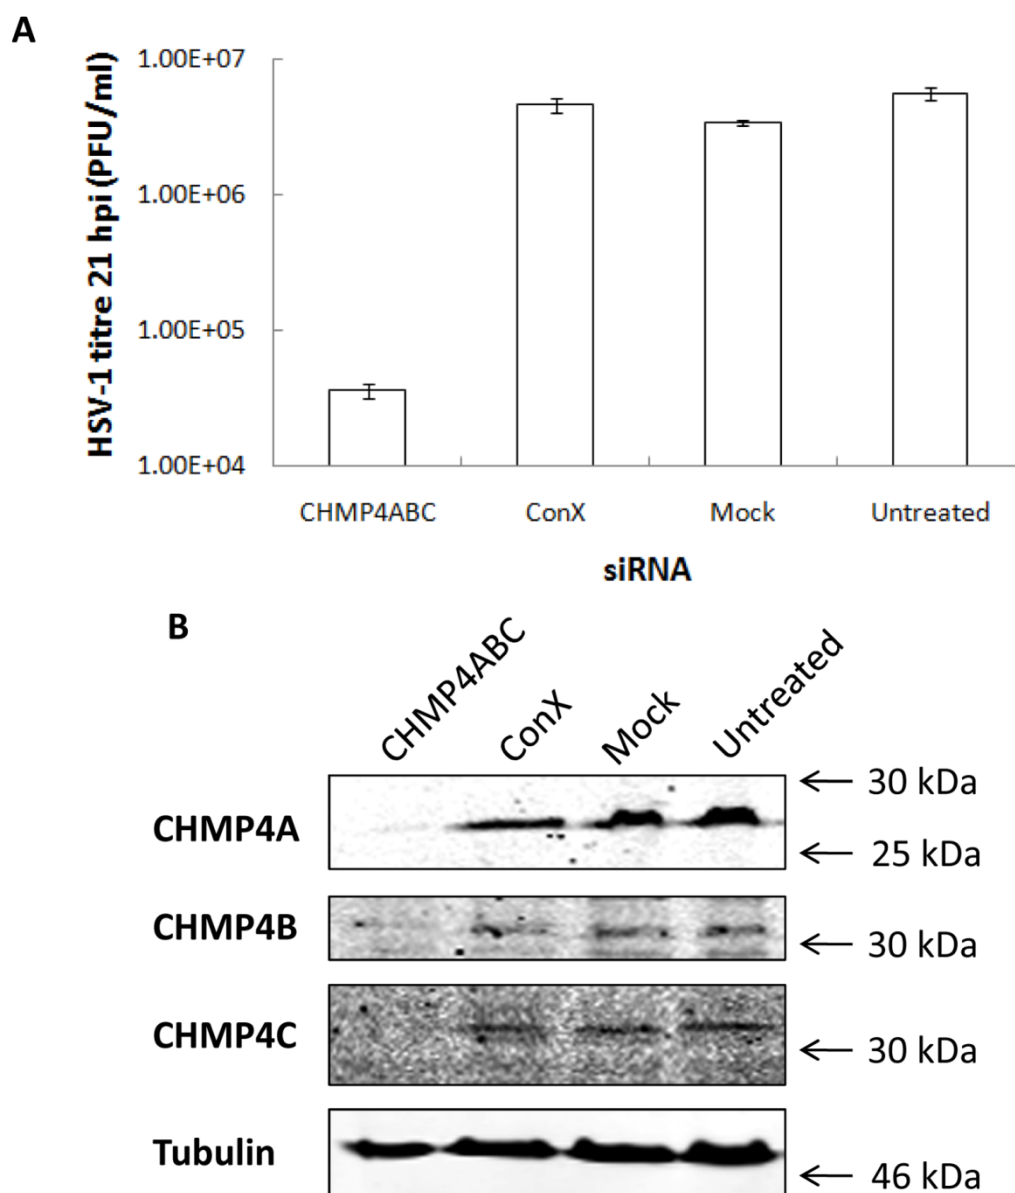 A
HSV-1 titre 21 hpi (PFU/ml)
1.00E+07
1.00E+06
1.00E+05
1.00E+04
CHMP4ABC ConX Mock Untreated
siRNA
B
CHMP4ABC ConX Mock Untreated
CHMP4A
30 kDa
25 kDa
CHMP4B
30 kDa
CHMP4C
30 kDa
Tubulin
46 kDa